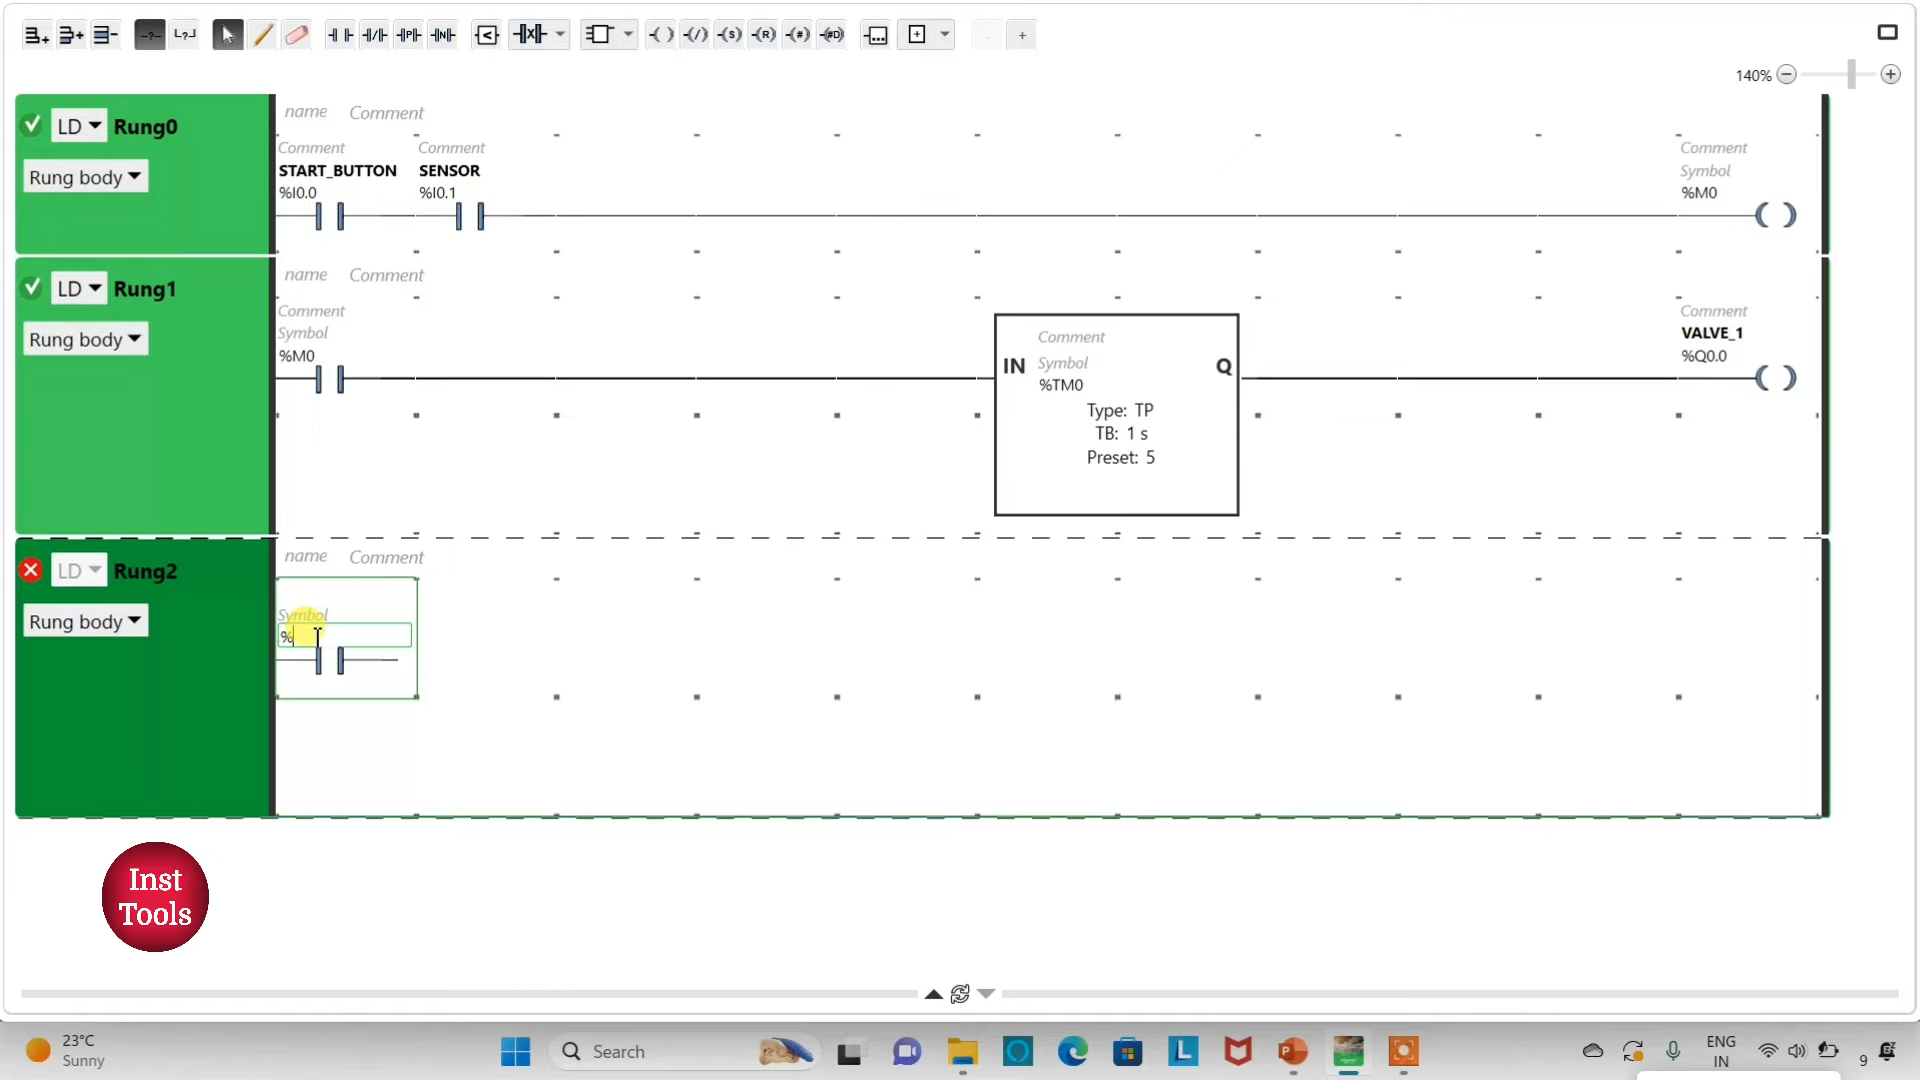 140%
LD Rung0
Rung body
name Comment
Comment
START_BUTTON
%I0.0
Comment
SENSOR
%I0.1
Comment
Symbol
%M0
LD Rung1
Rung body
name Comment
Comment
Symbol
%M0
IN
Comment
Symbol
%TM0
Q
Type: TP
TB: 1 s
Preset: 5
Comment
VALVE_1
%Q0.0
LD Rung2
Rung body
name Comment
Symbol
%
Inst
Tools
23°C
Sunny
Search
ENG
IN
9